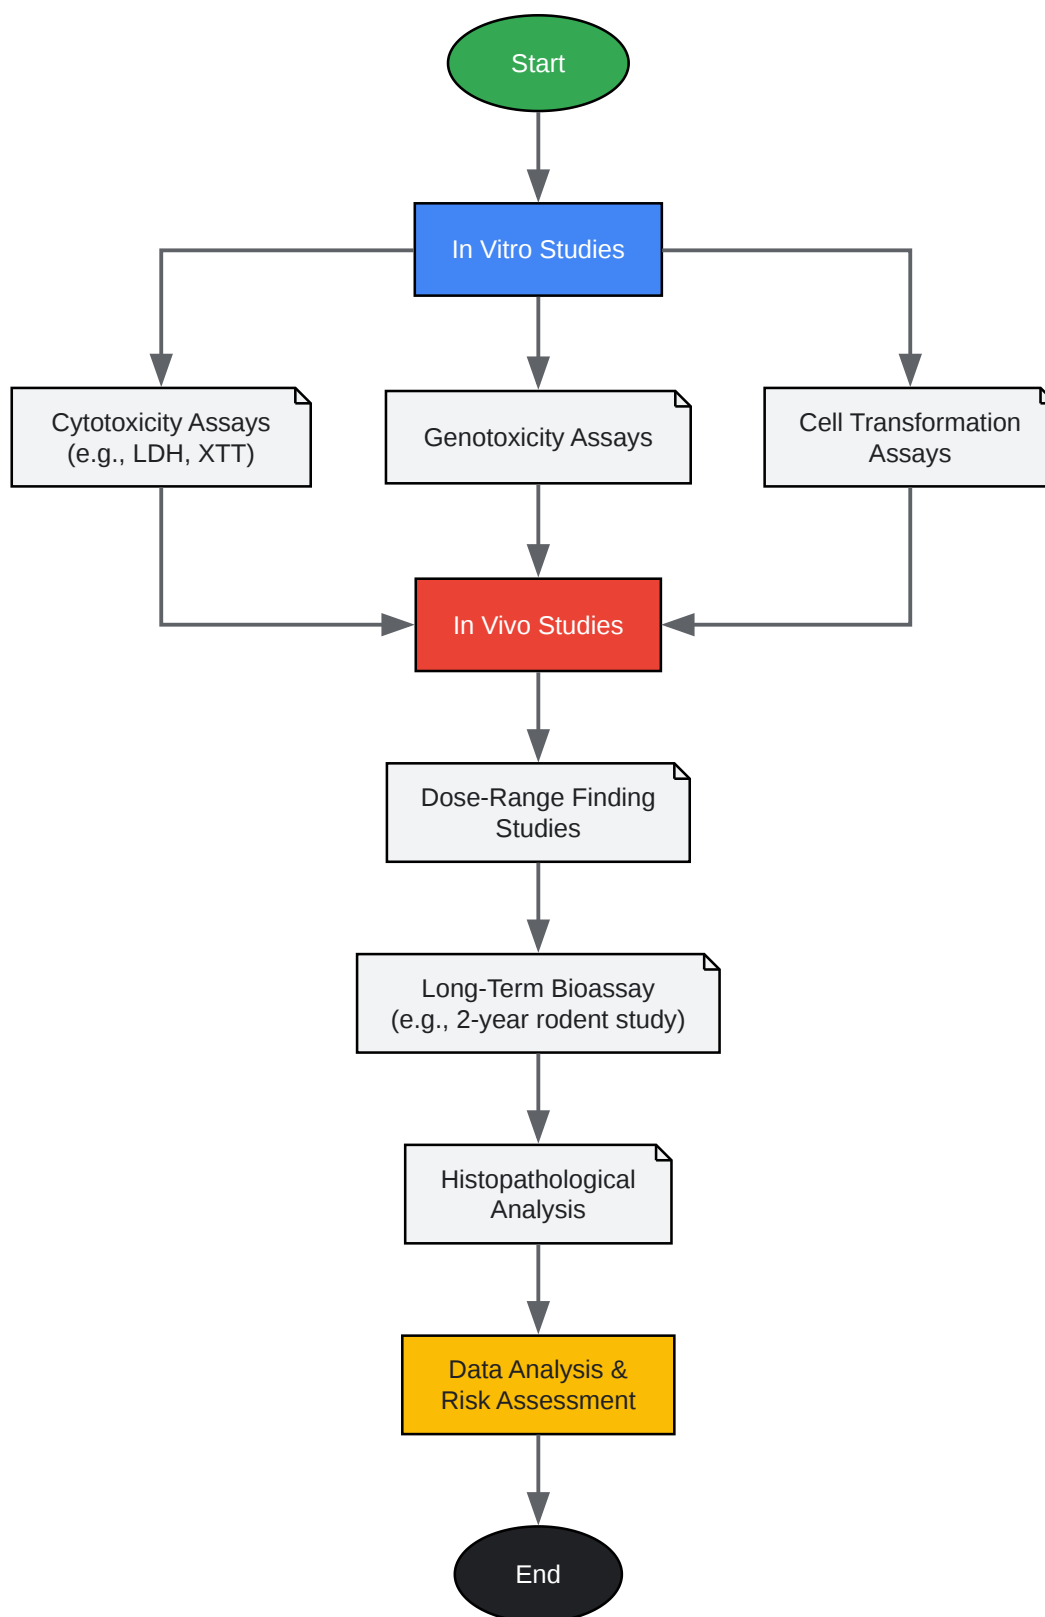 Start
In Vitro Studies
Cytotoxicity Assays
(e.g., LDH, XTT)
Genotoxicity Assays
Cell Transformation
Assays
In Vivo Studies
Dose-Range Finding
Studies
Long-Term Bioassay
(e.g., 2-year rodent study)
Histopathological
Analysis
Data Analysis &
Risk Assessment
End